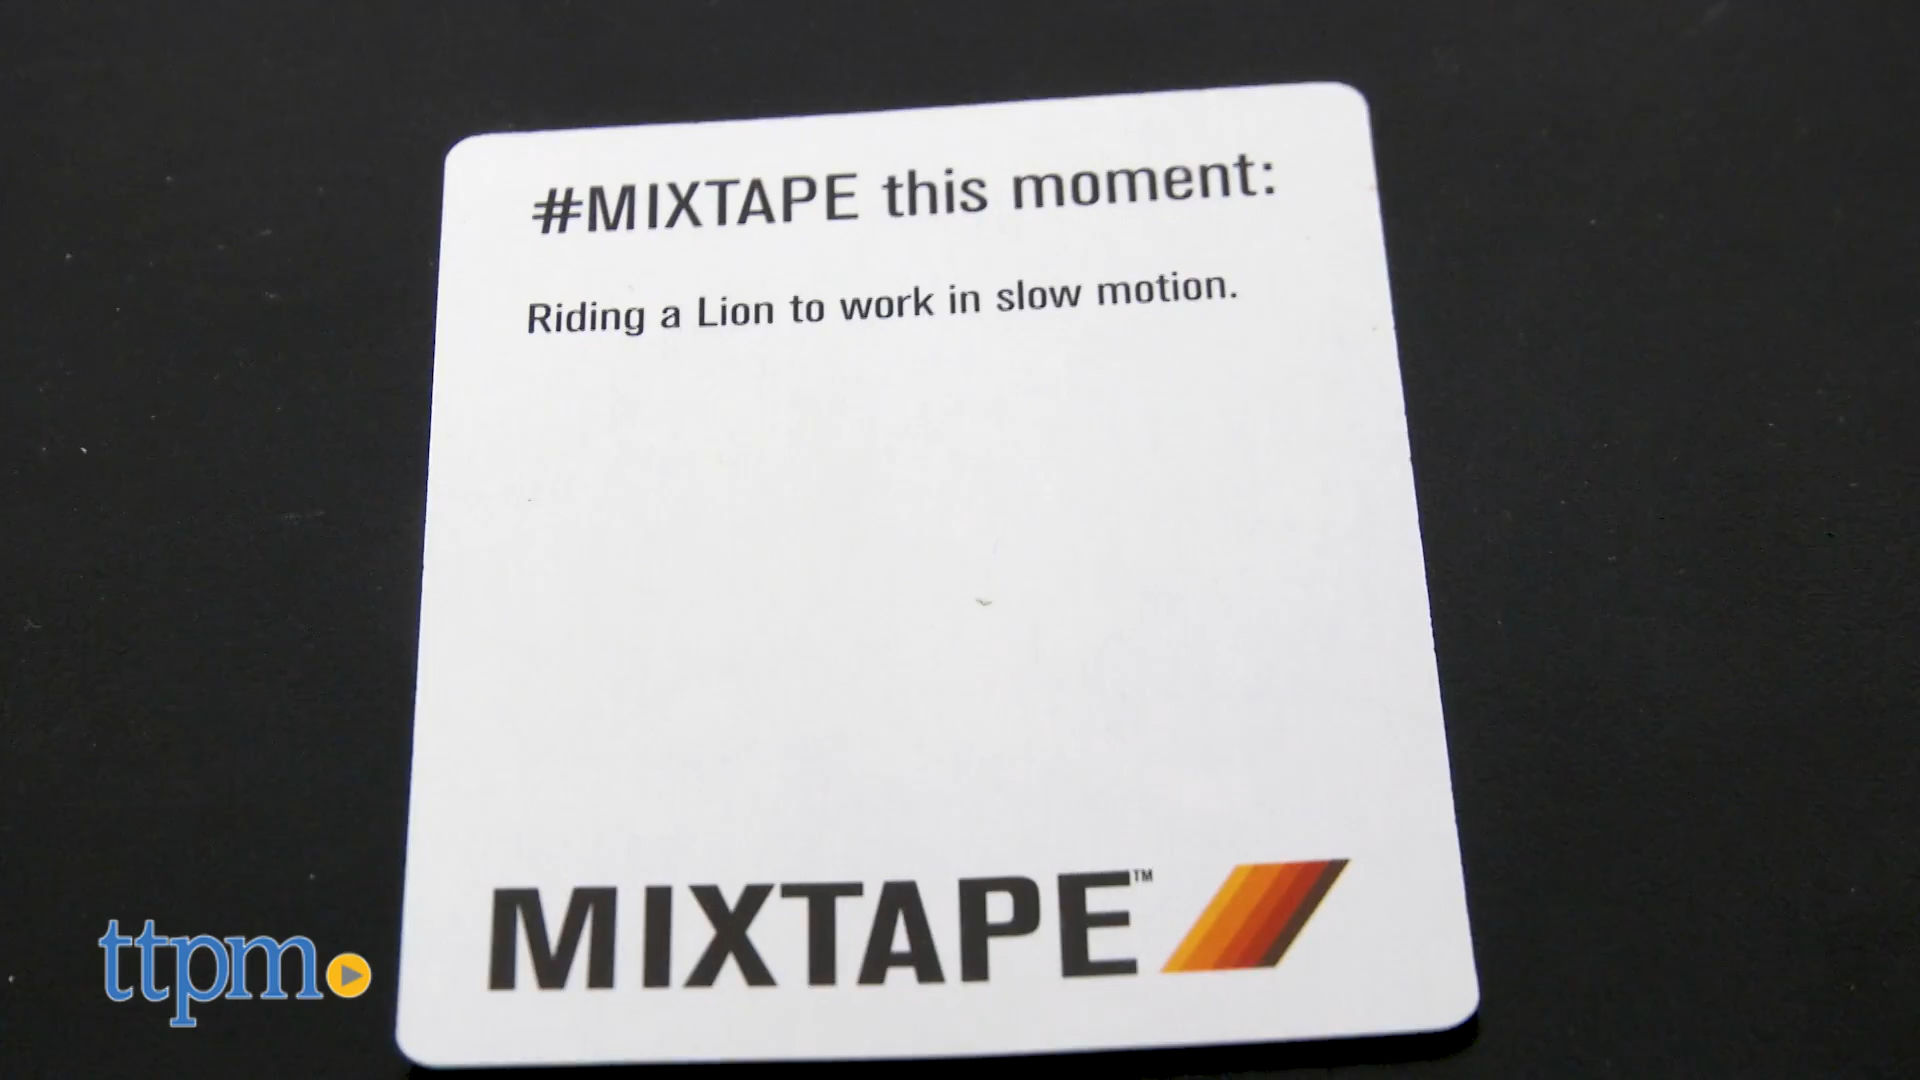 #MIXTAPE this moment:
Riding a Lion to work in slow motion.
MIXTAPE™
ttpm